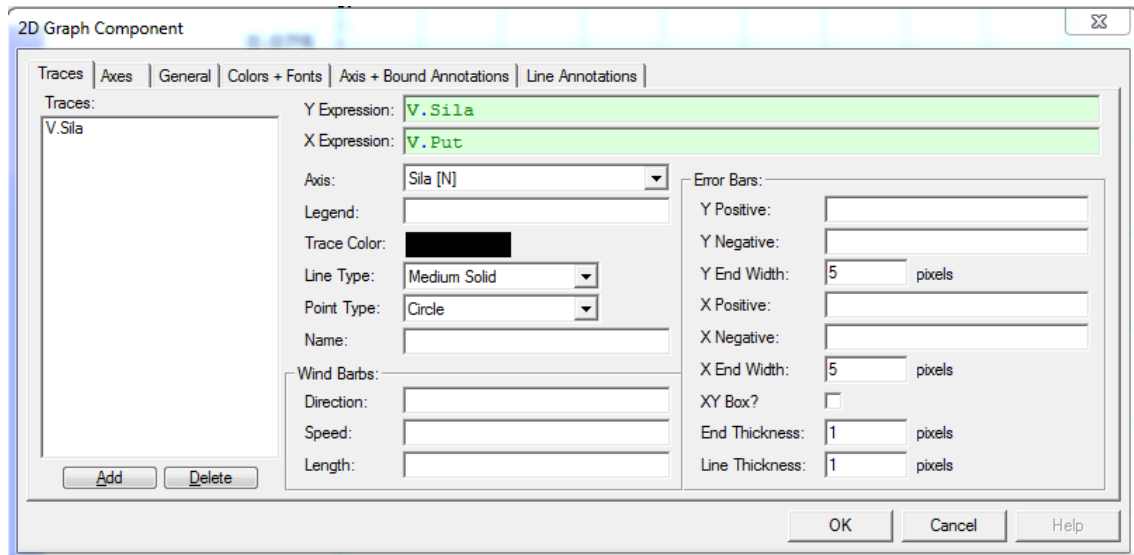 2D Graph Component
Traces Axes General Colors + Fonts Axis + Bound Annotations Line Annotations
Traces:
V.Sila
Add Delete
Y Expression: V.Sila
X Expression: V.Put
Axis: Sila [N]
Legend:
Trace Color:
Line Type: Medium Solid
Point Type: Circle
Name:
Wind Barbs:
Direction:
Speed:
Length:
Error Bars:
Y Positive:
Y Negative:
Y End Width: 5 pixels
X Positive:
X Negative:
X End Width: 5 pixels
XY Box?
End Thickness: 1 pixels
Line Thickness: 1 pixels
OK Cancel Help